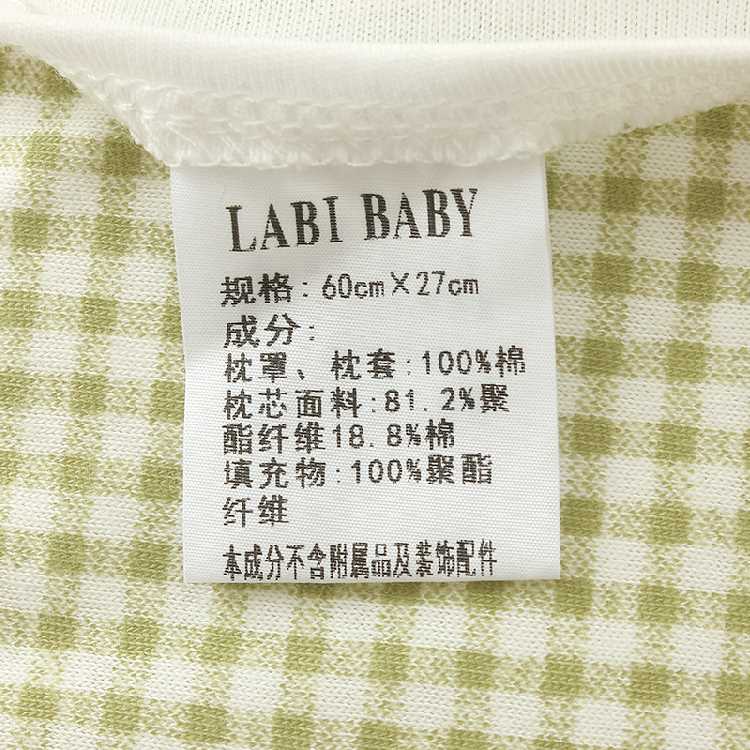 LABI BABY
规格: 60cm×27cm
成分:
枕罩、枕套:100%棉
枕芯面料:81.2%聚
酯纤维18.8%棉
填充物:100%聚酯
纤维
本成分不含附属品及装饰配件